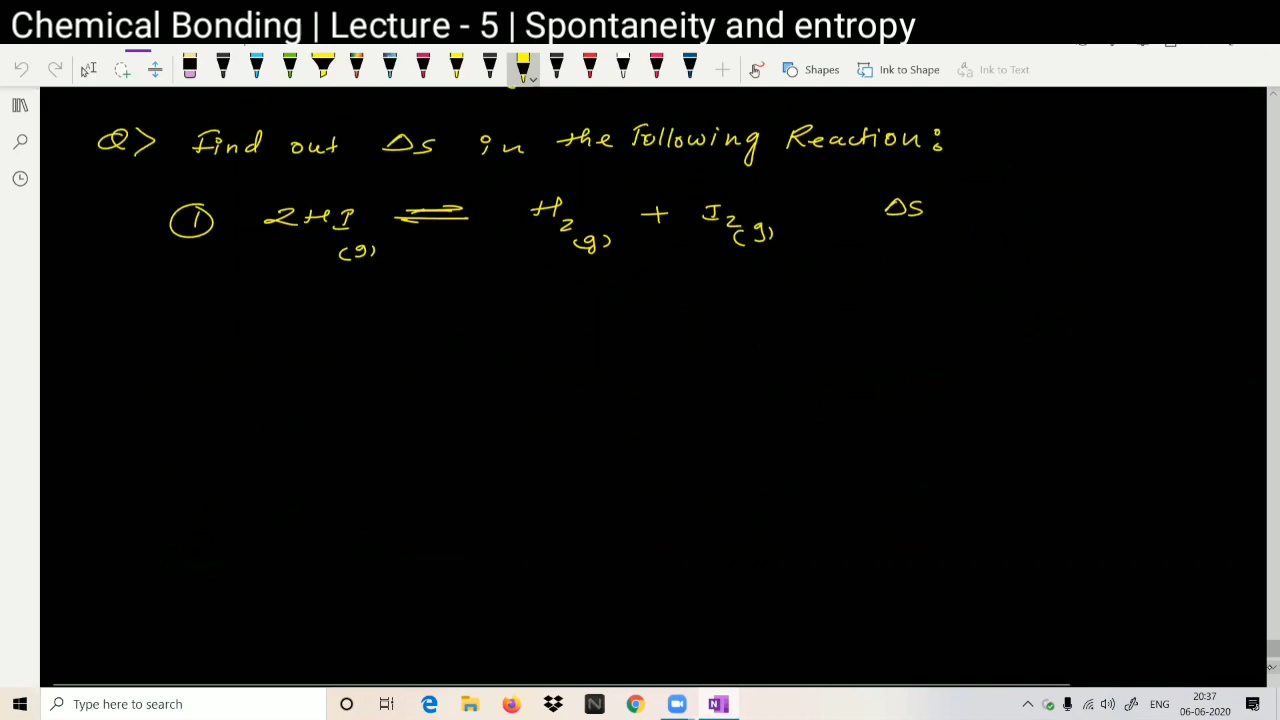 Chemical Bonding | Lecture - 5 | Spontaneity and entropy
Shapes Ink to Shape Ink to Text
Q> Find out ΔS in the following Reaction:
① 2HI(g) ⇌ H₂(g) + I₂(g) ΔS
Type here to search
ENG
20:37
06-06-2020